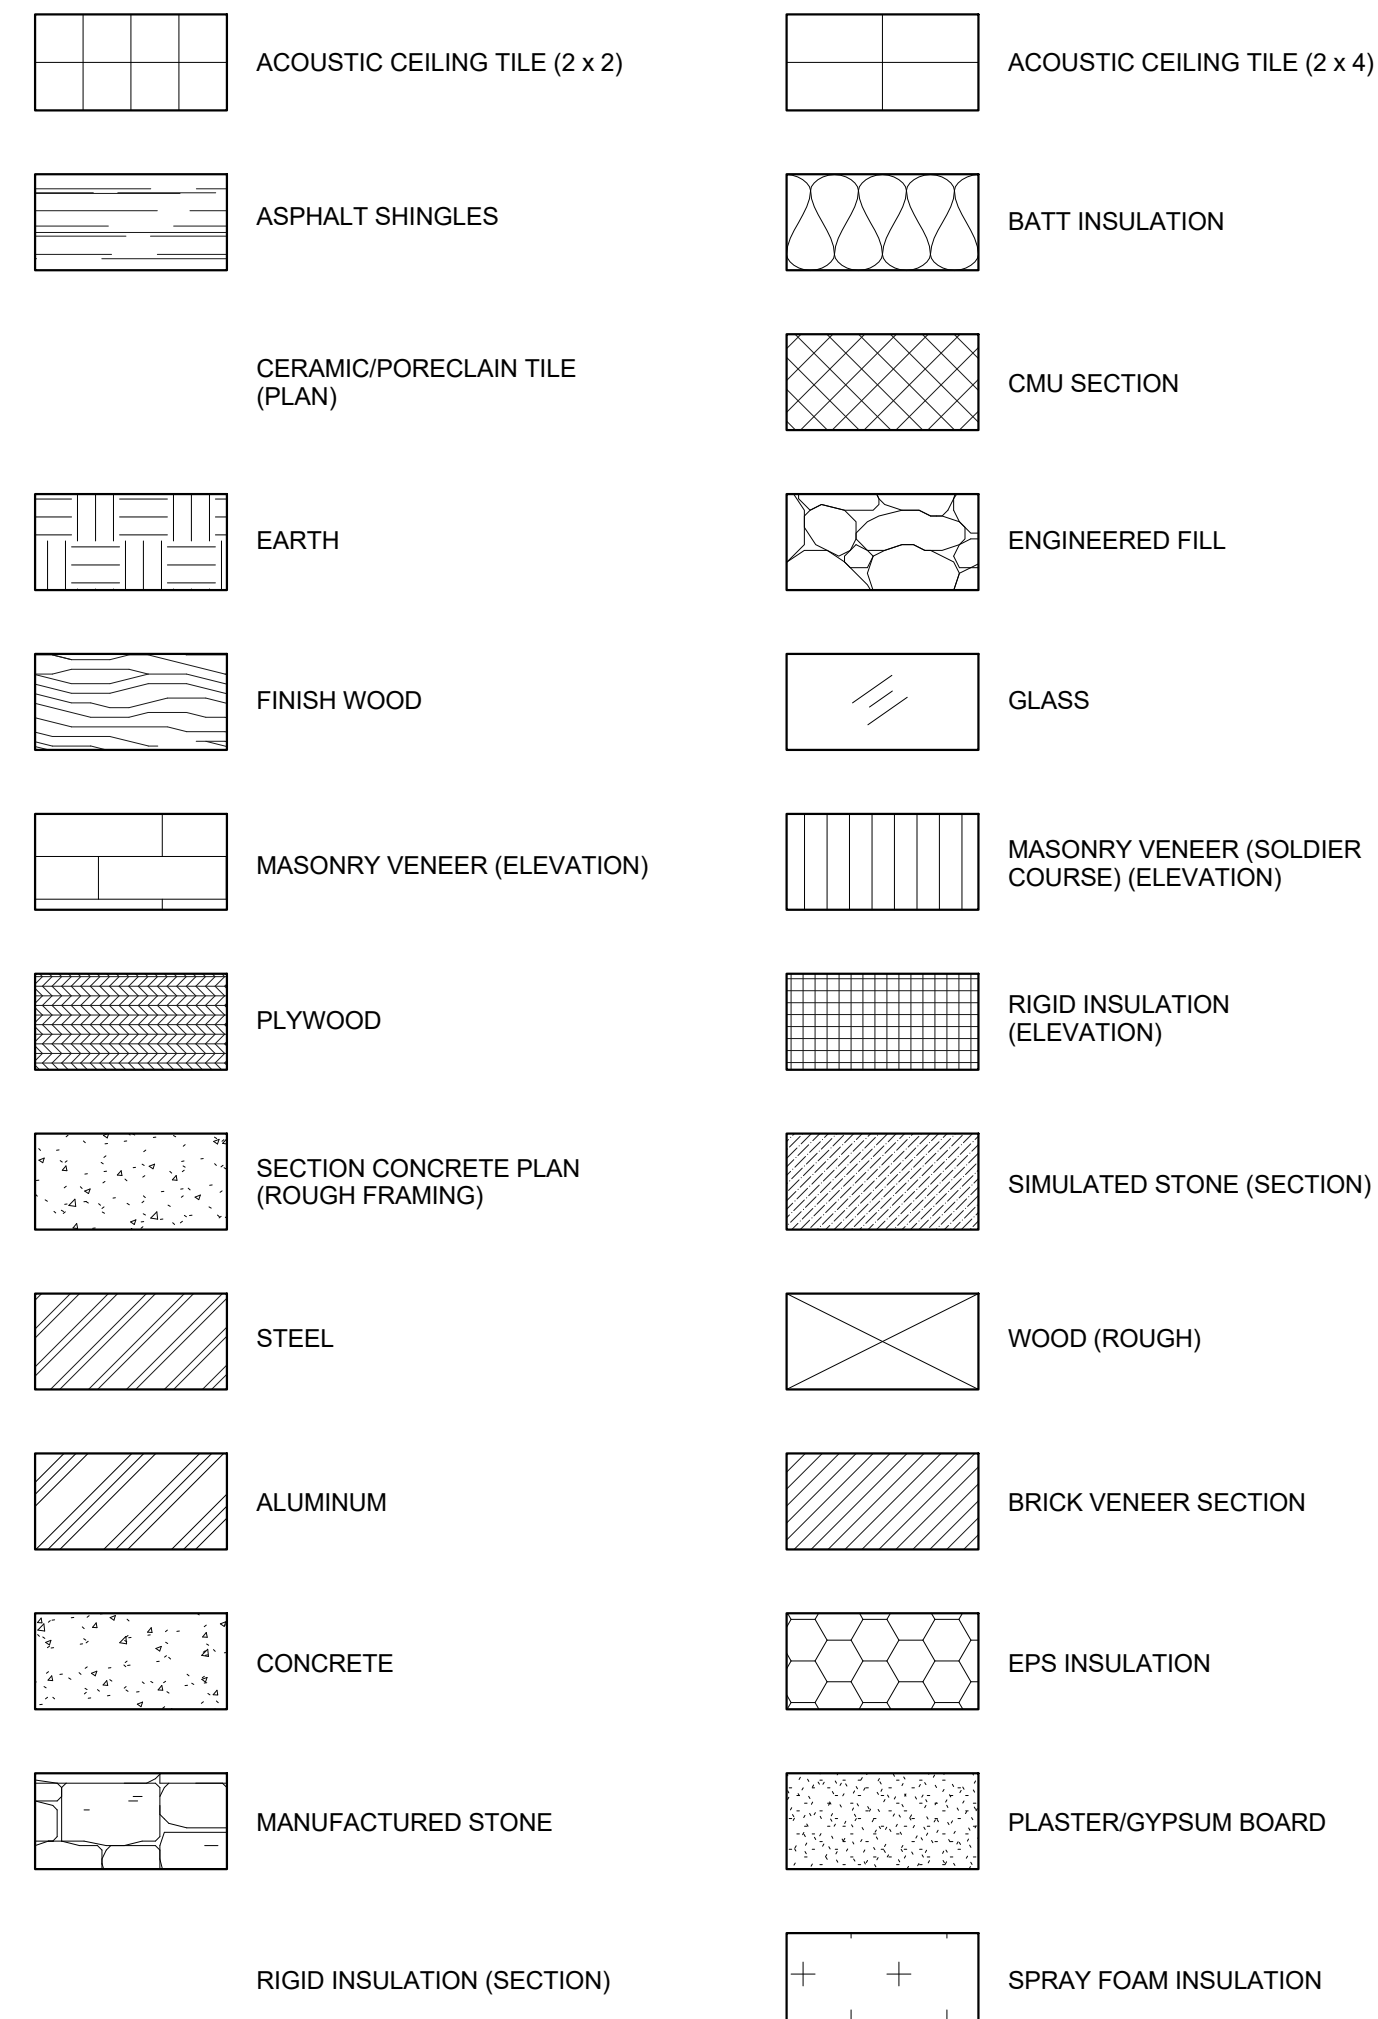 ACOUSTIC CEILING TILE (2 x 2)
ACOUSTIC CEILING TILE (2 x 4)
ASPHALT SHINGLES
BATT INSULATION
CERAMIC/PORECLAIN TILE
(PLAN)
CMU SECTION
EARTH
ENGINEERED FILL
FINISH WOOD
GLASS
MASONRY VENEER (ELEVATION)
MASONRY VENEER (SOLDIER
COURSE) (ELEVATION)
PLYWOOD
RIGID INSULATION
(ELEVATION)
SECTION CONCRETE PLAN
(ROUGH FRAMING)
SIMULATED STONE (SECTION)
STEEL
WOOD (ROUGH)
ALUMINUM
BRICK VENEER SECTION
CONCRETE
EPS INSULATION
MANUFACTURED STONE
PLASTER/GYPSUM BOARD
RIGID INSULATION (SECTION)
SPRAY FOAM INSULATION